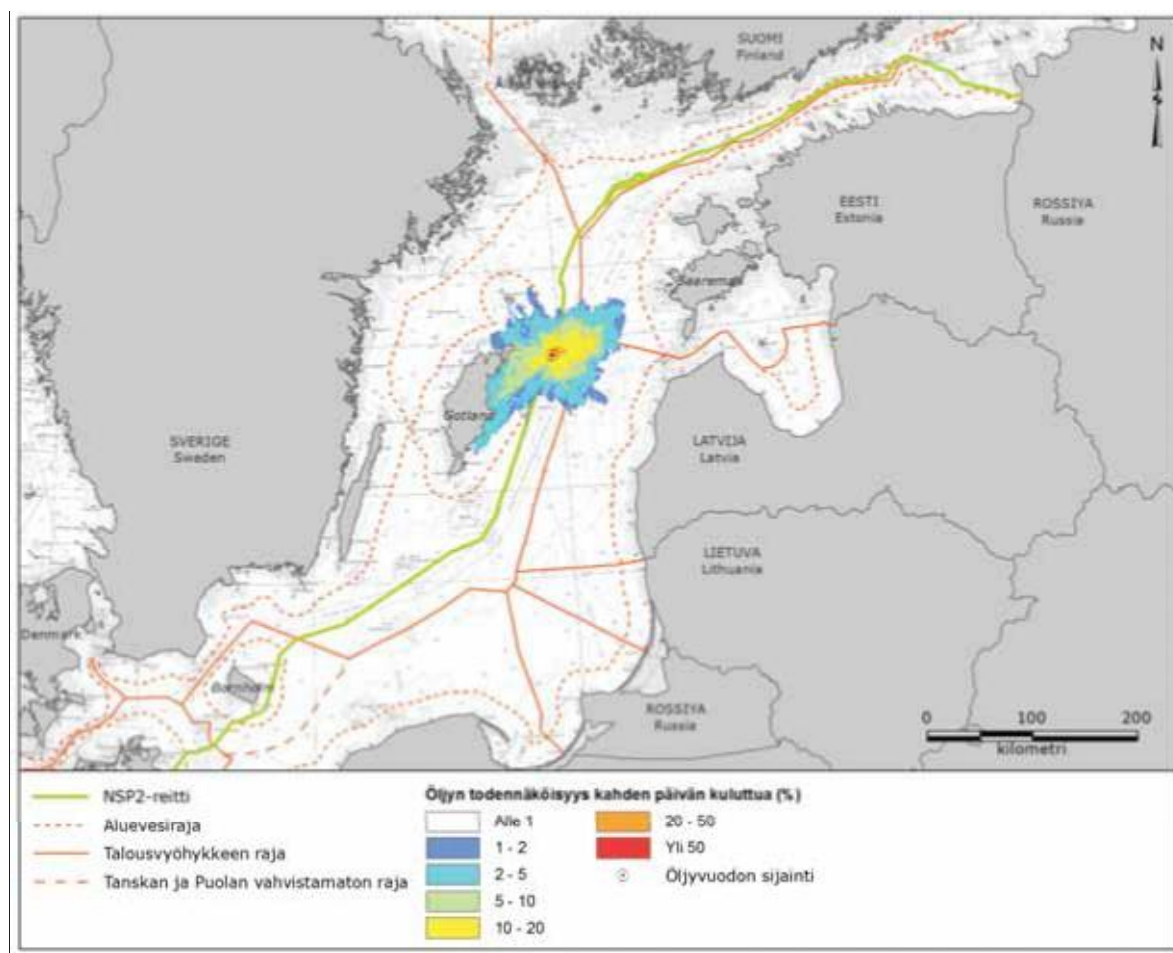 SUOMI
Finland
N
S
EESTI
Estonia
ROSSIYA
Russia
Saaremaa
Gotland
SVERIGE
Sweden
LATVIJA
Latvia
LIETUVA
Lithuania
Denmark
Bornholm
ROSSIYA
Russia
0 100 200
kilometri
NSP2-reitti
Aluevesiraja
Talousvyöhykkeen raja
Tanskan ja Puolan vahvistamaton raja
Öljyn todennäköisyys kahden päivän kuluttua (%)
Alle 1
1 - 2
2 - 5
5 - 10
10 - 20
20 - 50
Yli 50
Öljyvuodon sijainti